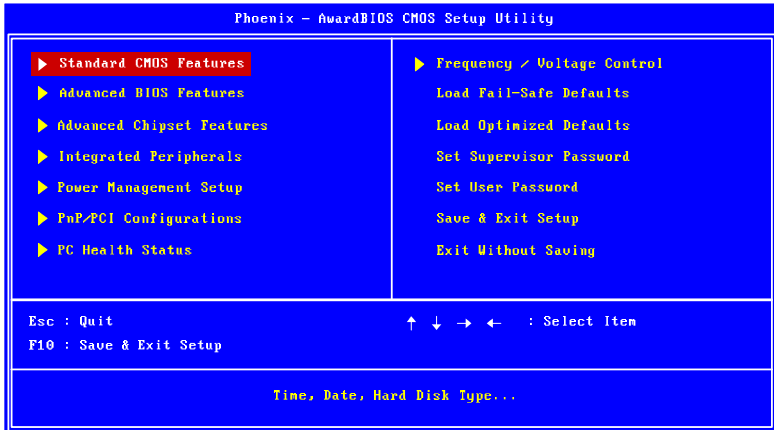 Phoenix - AwardBIOS CMOS Setup Utility
Standard CMOS Features
Advanced BIOS Features
Advanced Chipset Features
Integrated Peripherals
Power Management Setup
PnP/PCI Configurations
PC Health Status
Frequency / Voltage Control
Load Fail-Safe Defaults
Load Optimized Defaults
Set Supervisor Password
Set User Password
Save & Exit Setup
Exit Without Saving
Esc : Quit
F10 : Save & Exit Setup
↑ ↓ → ← : Select Item
Time, Date, Hard Disk Type...